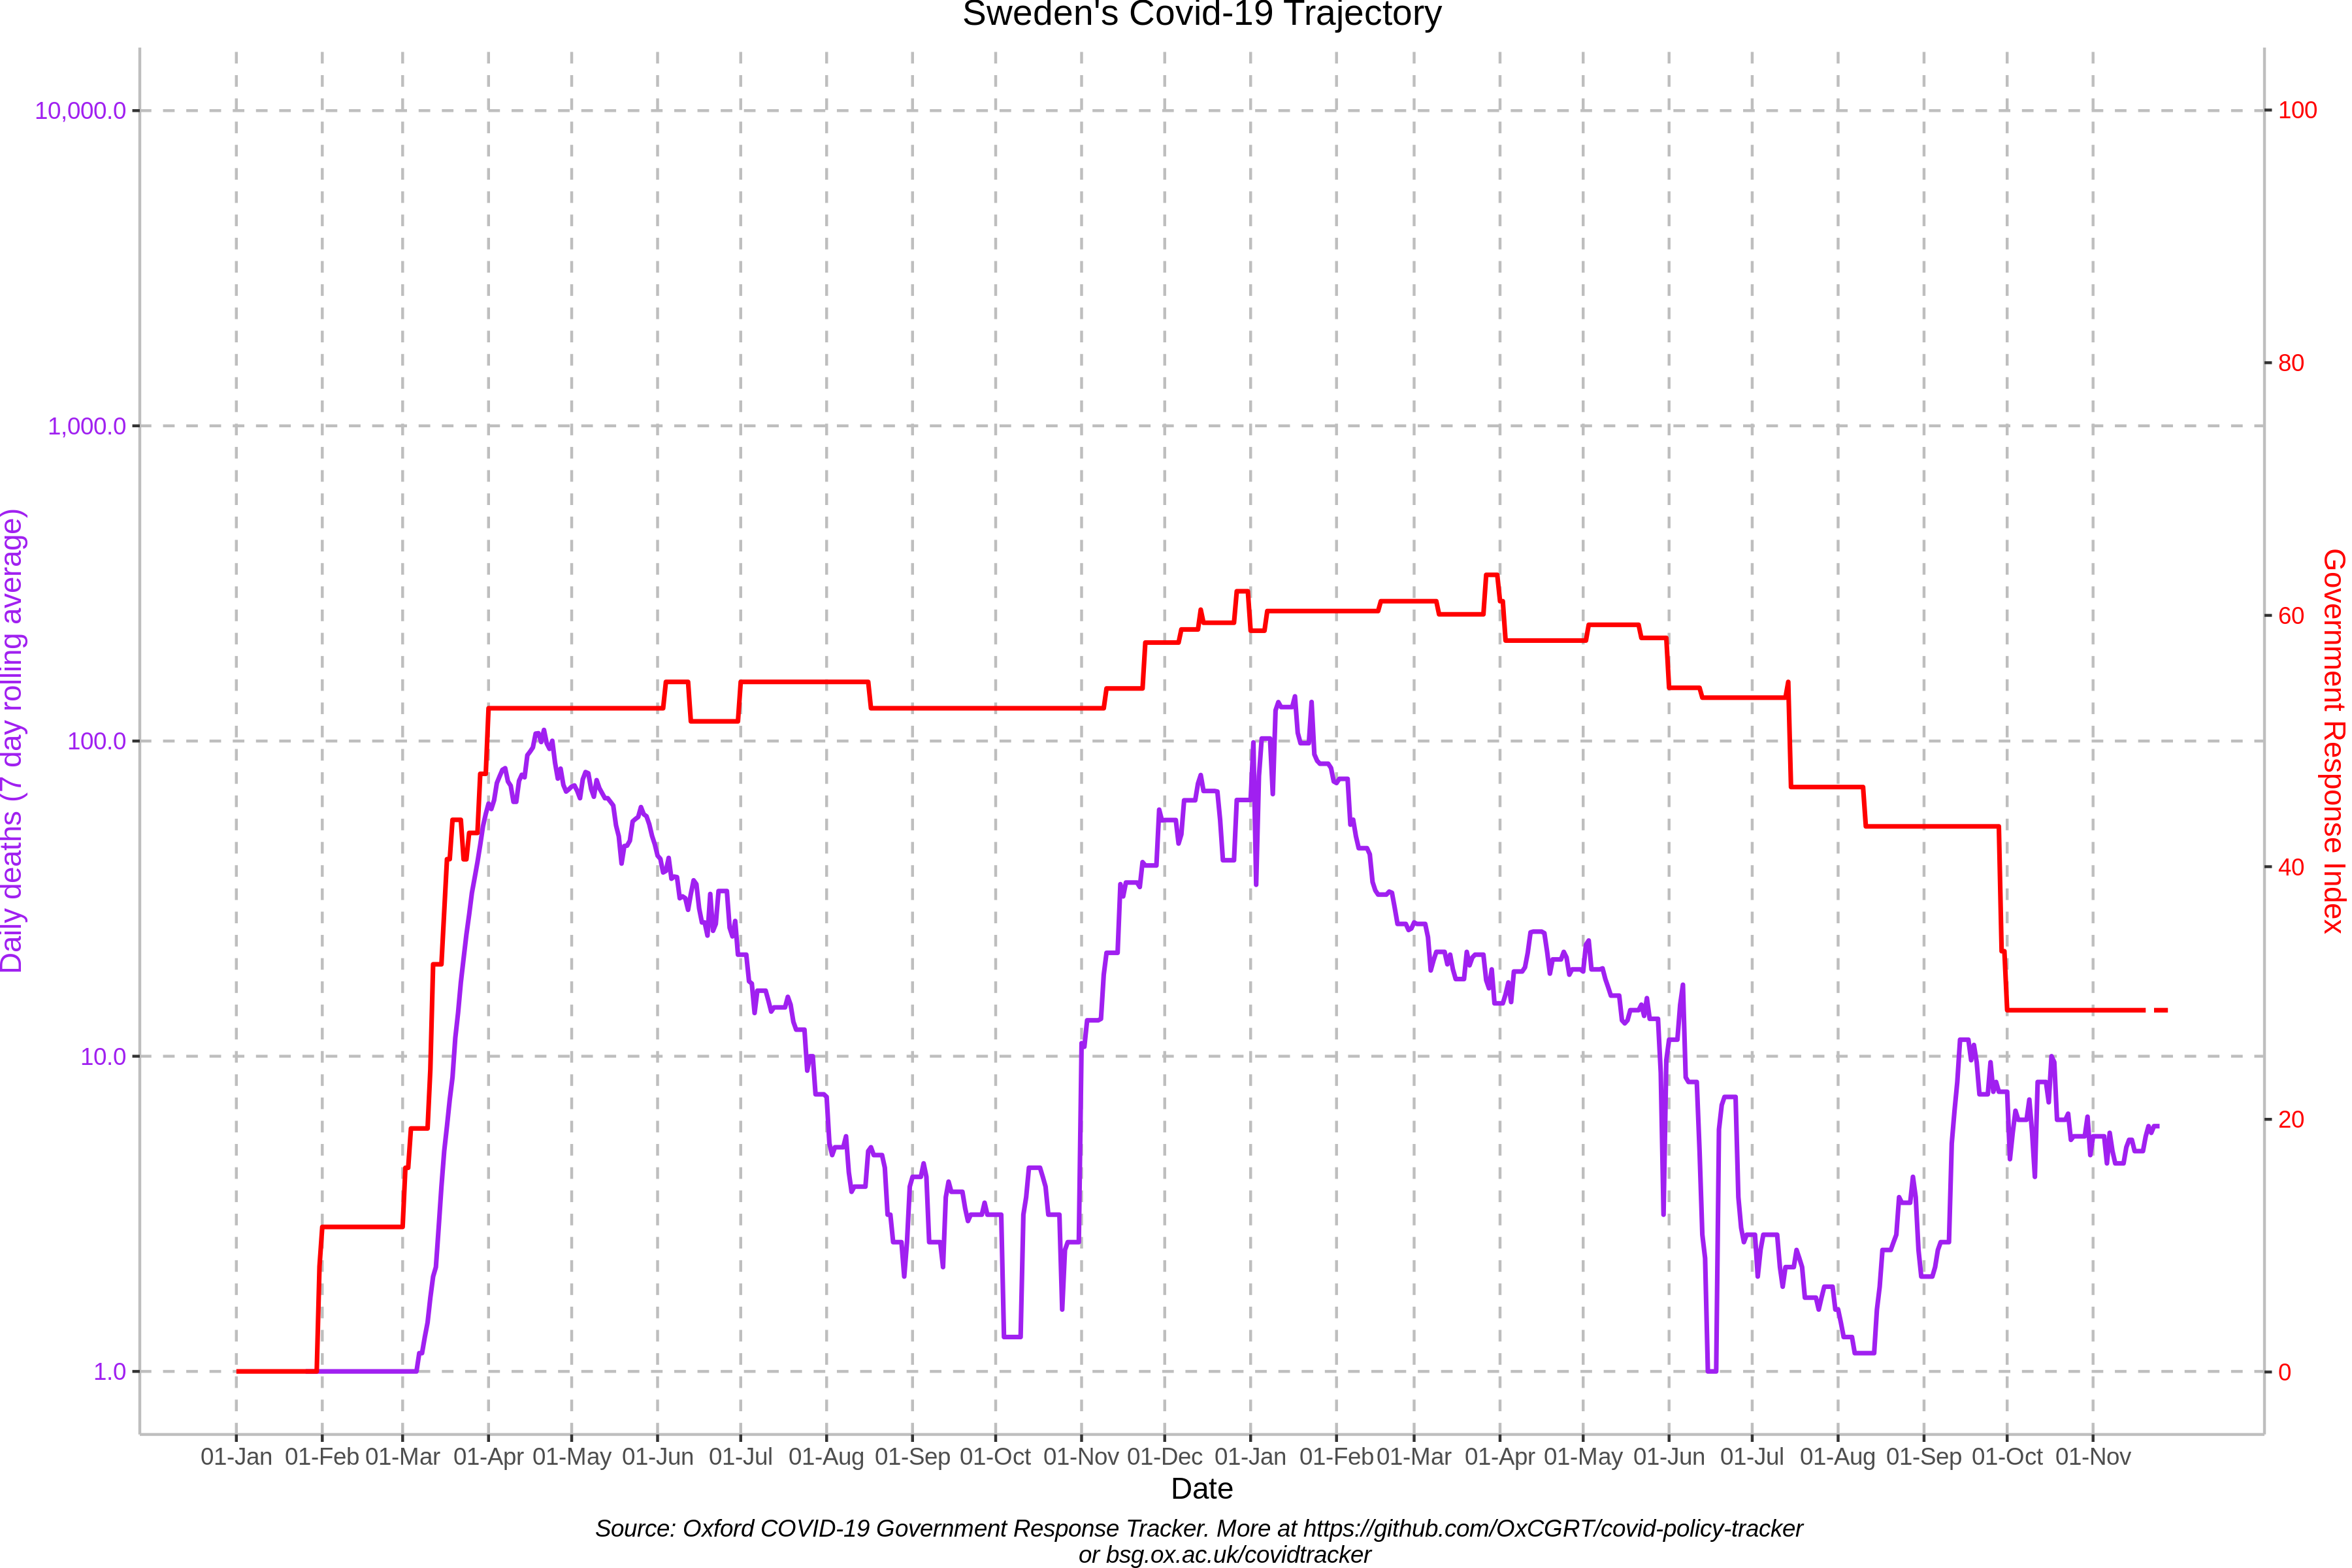 Sweden's Covid-19 Trajectory
10,000.0
1,000.0
100.0
10.0
1.0
Daily deaths (7 day rolling average)
100
80
60
40
20
0
Government Response Index
01-Jan 01-Feb 01-Mar 01-Apr 01-May 01-Jun 01-Jul 01-Aug 01-Sep 01-Oct 01-Nov 01-Dec 01-Jan 01-Feb 01-Mar 01-Apr 01-May 01-Jun 01-Jul 01-Aug 01-Sep 01-Oct 01-Nov
Date
Source: Oxford COVID-19 Government Response Tracker. More at https://github.com/OxCGRT/covid-policy-tracker
or bsg.ox.ac.uk/covidtracker